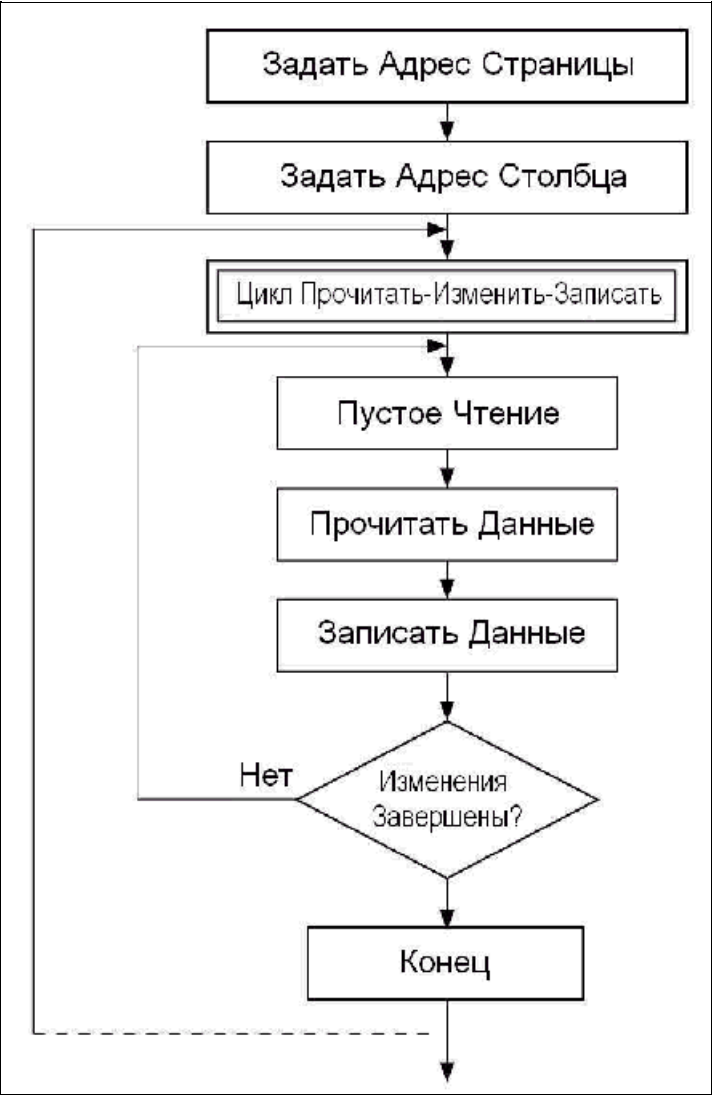 Задать Адрес Страницы
Задать Адрес Столбца
Цикл Прочитать-Изменить-Записать
Пустое Чтение
Прочитать Данные
Записать Данные
Нет
Изменения
Завершены?
Конец